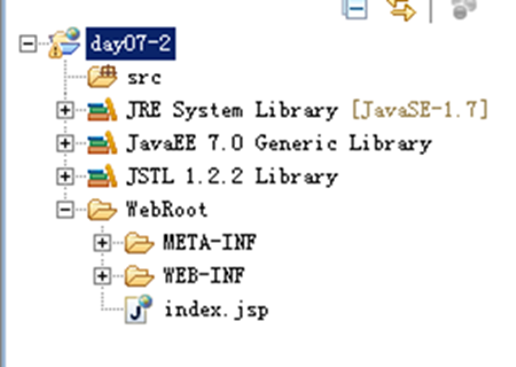 day07-2
src
JRE System Library [JavaSE-1.7]
JavaEE 7.0 Generic Library
JSTL 1.2.2 Library
WebRoot
META-INF
WEB-INF
index.jsp